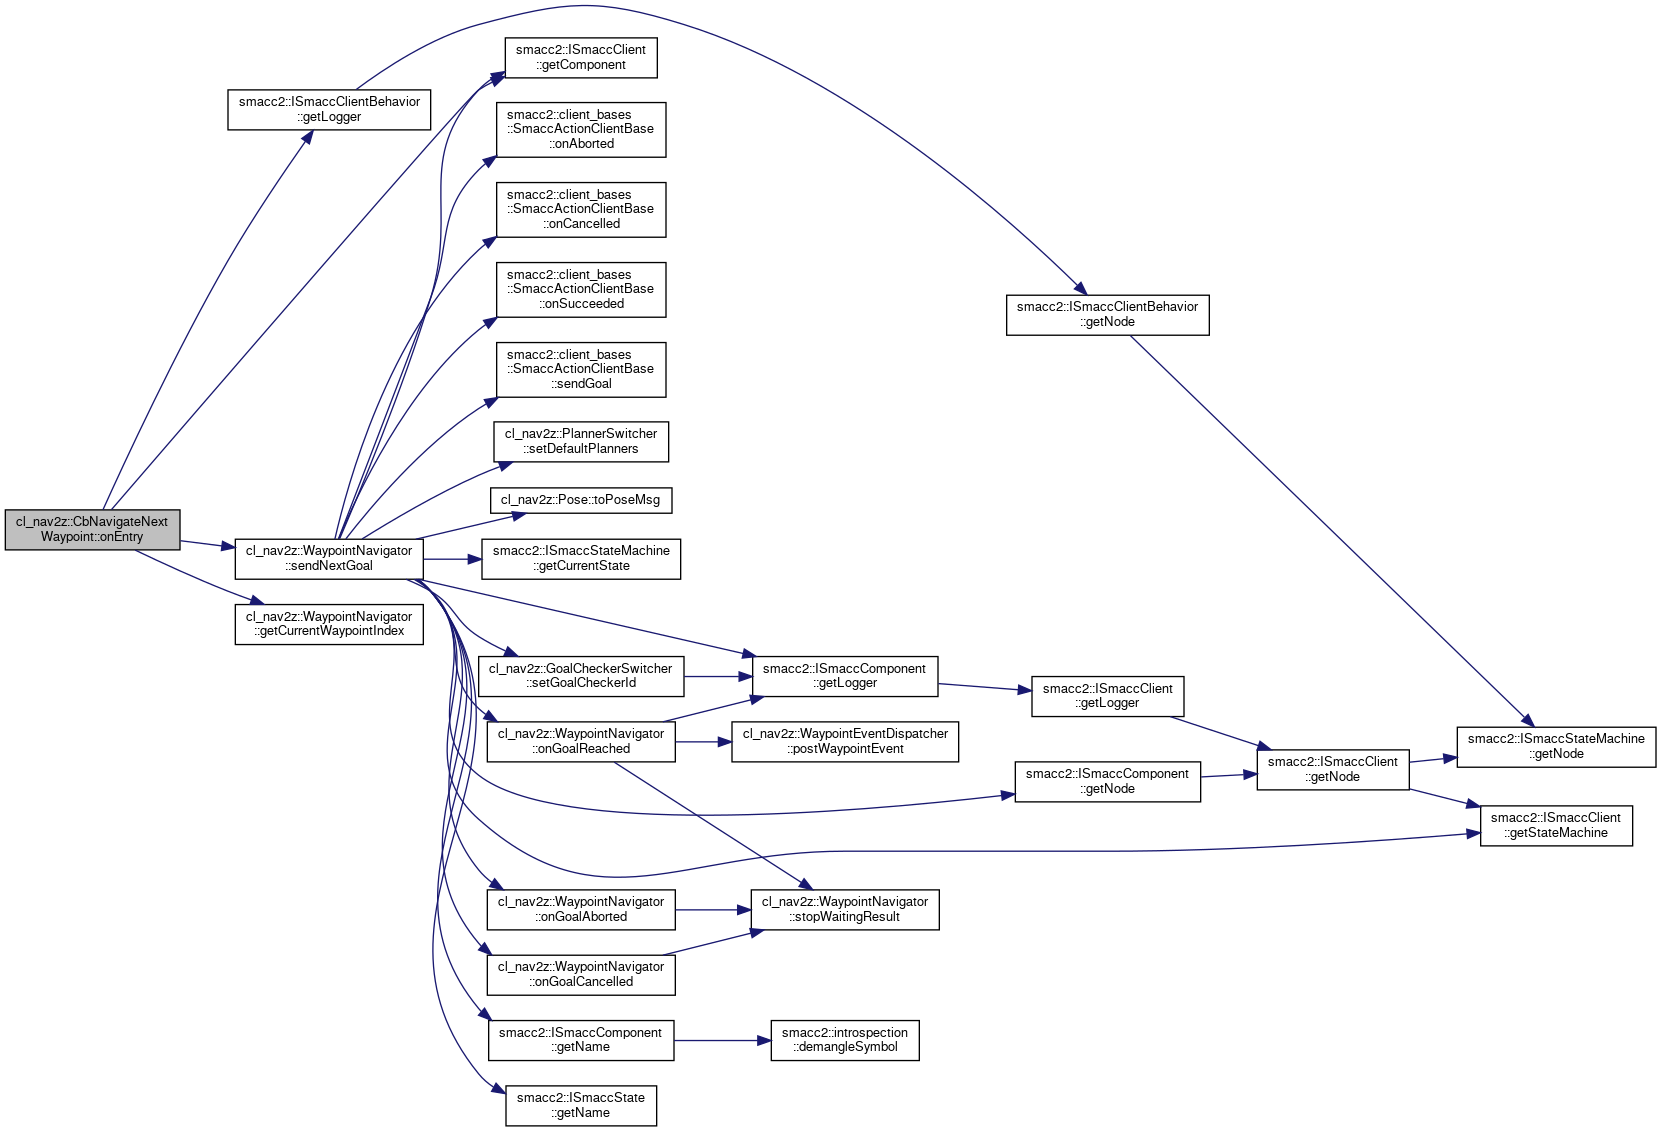 cl_nav2z::CbNavigateNext
Waypoint::onEntry
smacc2::ISmaccClientBehavior
::getLogger
cl_nav2z::WaypointNavigator
::sendNextGoal
cl_nav2z::WaypointNavigator
::getCurrentWaypointIndex
smacc2::ISmaccClient
::getComponent
smacc2::client_bases
::SmaccActionClientBase
::onAborted
smacc2::client_bases
::SmaccActionClientBase
::onCancelled
smacc2::client_bases
::SmaccActionClientBase
::onSucceeded
smacc2::client_bases
::SmaccActionClientBase
::sendGoal
cl_nav2z::PlannerSwitcher
::setDefaultPlanners
cl_nav2z::Pose::toPoseMsg
smacc2::ISmaccStateMachine
::getCurrentState
cl_nav2z::GoalCheckerSwitcher
::setGoalCheckerId
cl_nav2z::WaypointNavigator
::onGoalReached
cl_nav2z::WaypointNavigator
::onGoalAborted
cl_nav2z::WaypointNavigator
::onGoalCancelled
smacc2::ISmaccComponent
::getName
smacc2::ISmaccState
::getName
smacc2::ISmaccComponent
::getLogger
cl_nav2z::WaypointEventDispatcher
::postWaypointEvent
cl_nav2z::WaypointNavigator
::stopWaitingResult
smacc2::introspection
::demangleSymbol
smacc2::ISmaccClientBehavior
::getNode
smacc2::ISmaccClient
::getLogger
smacc2::ISmaccComponent
::getNode
smacc2::ISmaccClient
::getNode
smacc2::ISmaccStateMachine
::getNode
smacc2::ISmaccClient
::getStateMachine